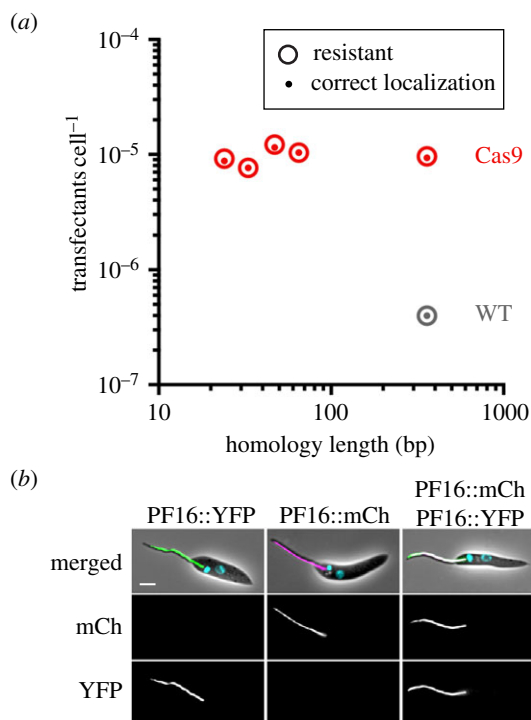 (a)
resistant
correct localization
10⁻⁴
10⁻⁵
10⁻⁶
10⁻⁷
transfectants cell⁻¹
Cas9
WT
10
100
1000
homology length (bp)
(b)
PF16::YFP
PF16::mCh
PF16::mCh
PF16::YFP
merged
mCh
YFP